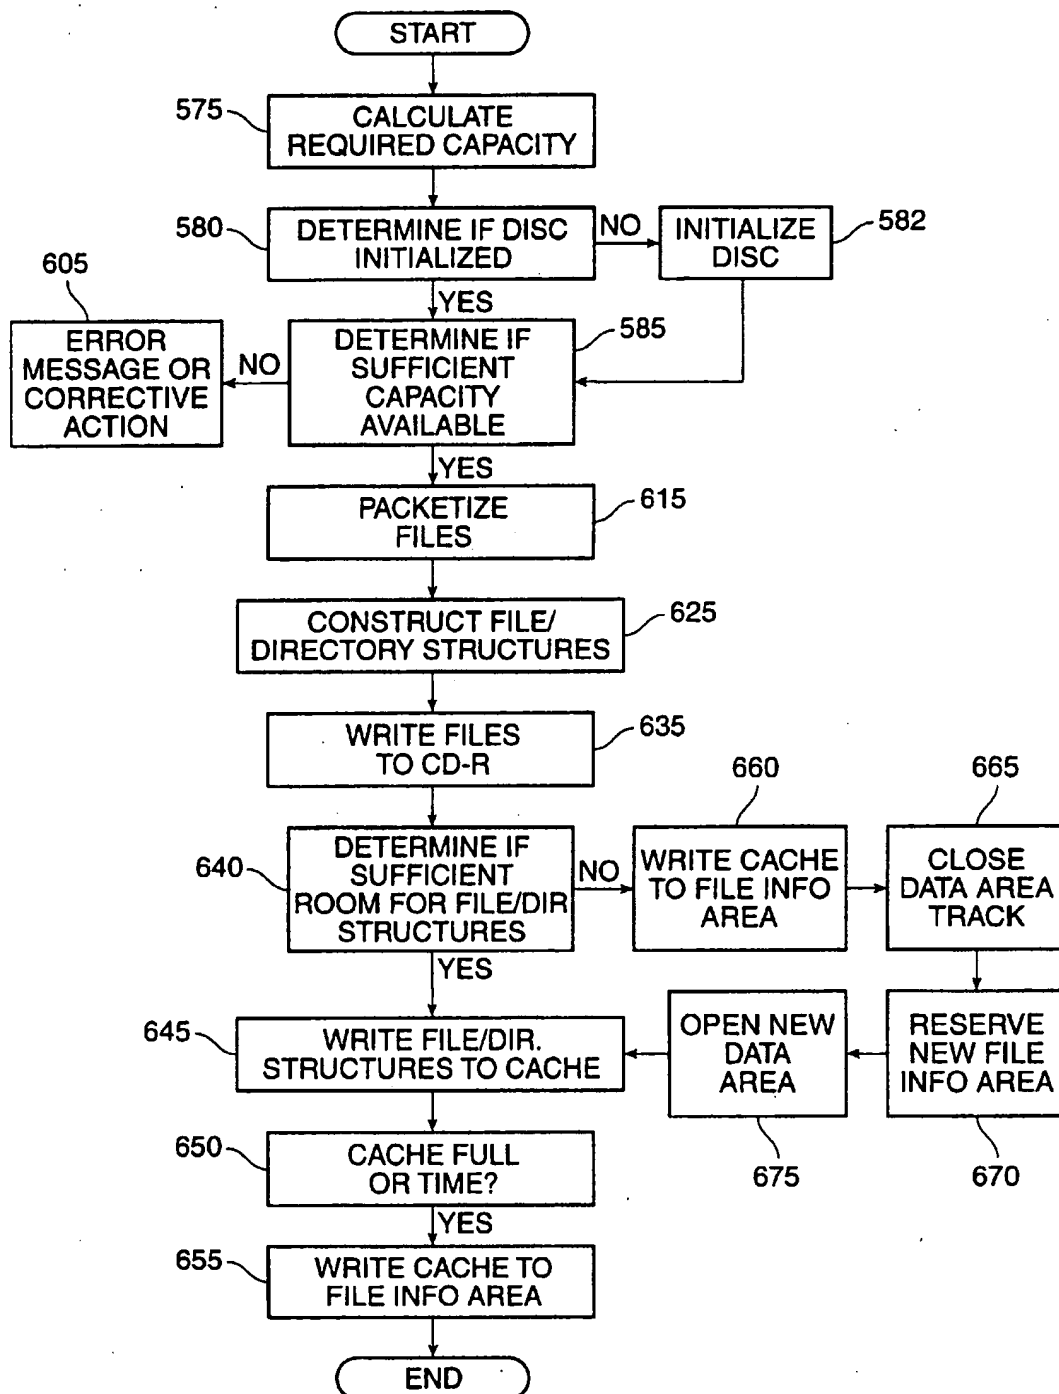 START
575
CALCULATE
REQUIRED CAPACITY
580
DETERMINE IF DISC
INITIALIZED
NO
INITIALIZE
DISC
582
605
YES
ERROR
MESSAGE OR
CORRECTIVE
ACTION
NO
DETERMINE IF
SUFFICIENT
CAPACITY
AVAILABLE
585
YES
PACKETIZE
FILES
615
CONSTRUCT FILE/
DIRECTORY STRUCTURES
625
WRITE FILES
TO CD-R
635
640
DETERMINE IF
SUFFICIENT
ROOM FOR FILE/DIR
STRUCTURES
NO
660
WRITE CACHE
TO FILE INFO
AREA
665
CLOSE
DATA AREA
TRACK
YES
645
WRITE FILE/DIR.
STRUCTURES TO CACHE
OPEN NEW
DATA
AREA
RESERVE
NEW FILE
INFO AREA
675
670
650
CACHE FULL
OR TIME?
YES
655
WRITE CACHE TO
FILE INFO AREA
END